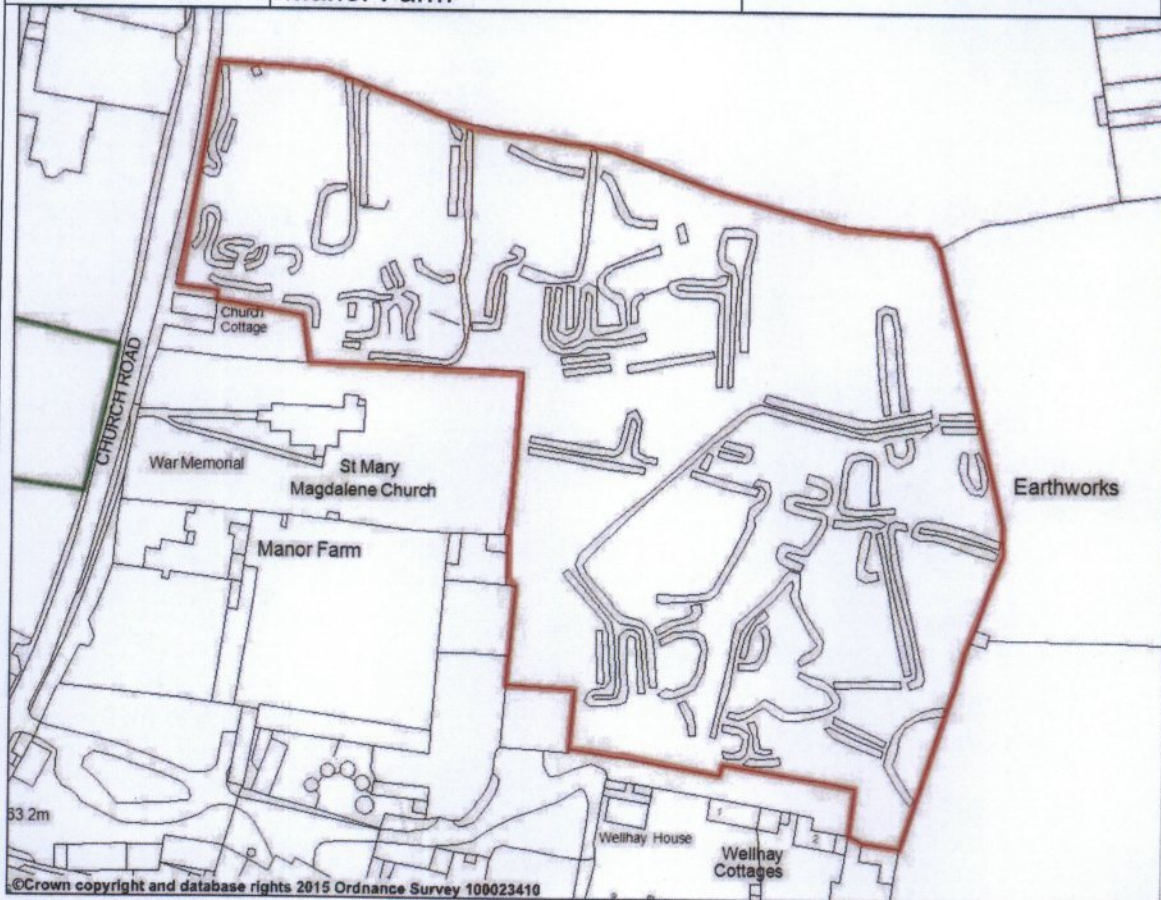 Manor Farm
CHURCH ROAD
Church
Cottage
War Memorial
St Mary
Magdalene Church
Earthworks
Manor Farm
63.2m
Wellhay House
1
2
Wellhay
Cottages
©Crown copyright and database rights 2015 Ordnance Survey 100023410